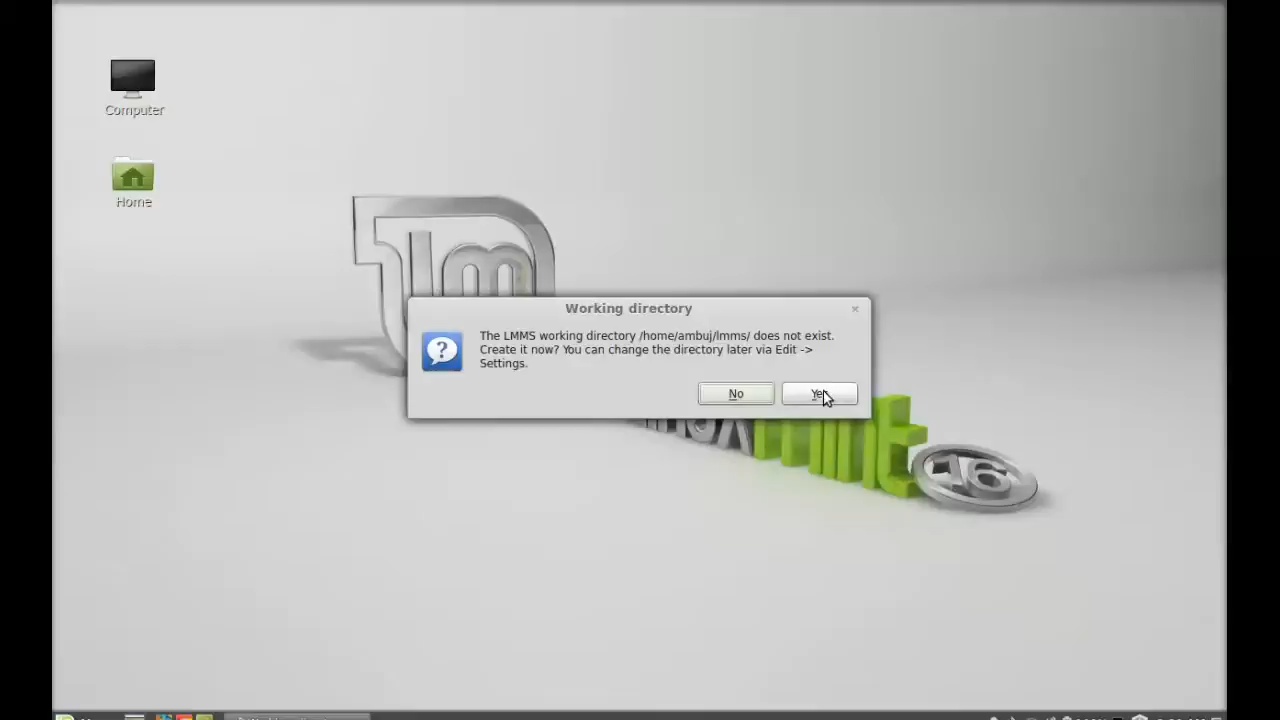 Computer
Home
Working directory
The LMMS working directory /home/ambuj/lmms/ does not exist.
Create it now? You can change the directory later via Edit ->
Settings.
No
16